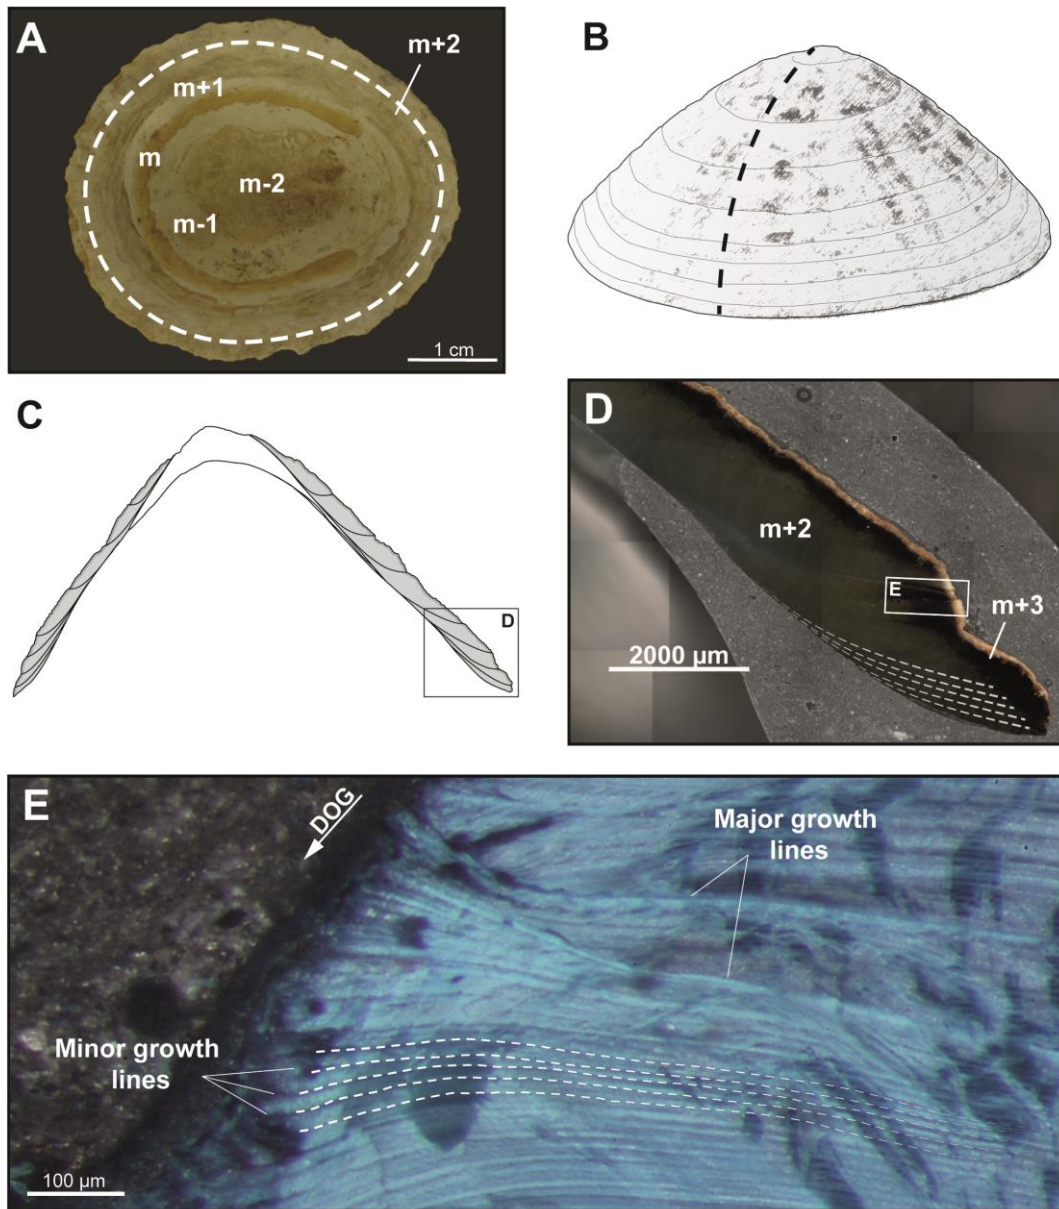 A
m+2
m+1
m
m-2
m-1
1 cm
B
C
D
D
m+2
E
m+3
2000 µm
E
DOG
Major growth
lines
Minor growth
lines
100 µm